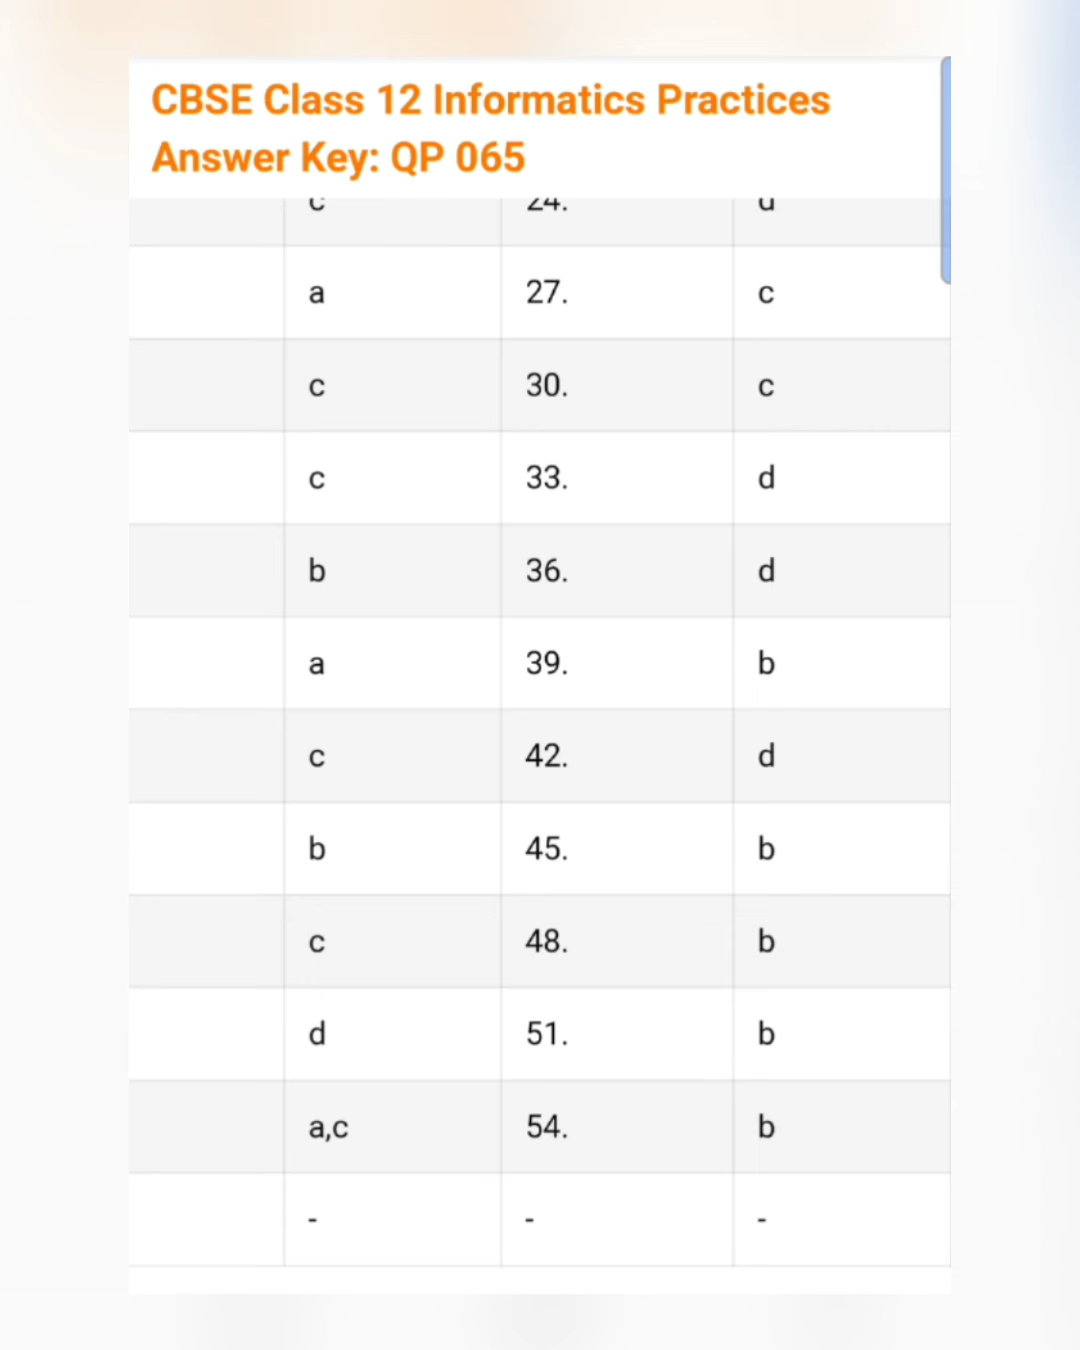 CBSE Class 12 Informatics Practices
Answer Key: QP 065
c 24. d
a 27. c
c 30. c
c 33. d
b 36. d
a 39. b
c 42. d
b 45. b
c 48. b
d 51. b
a,c 54. b
- - -